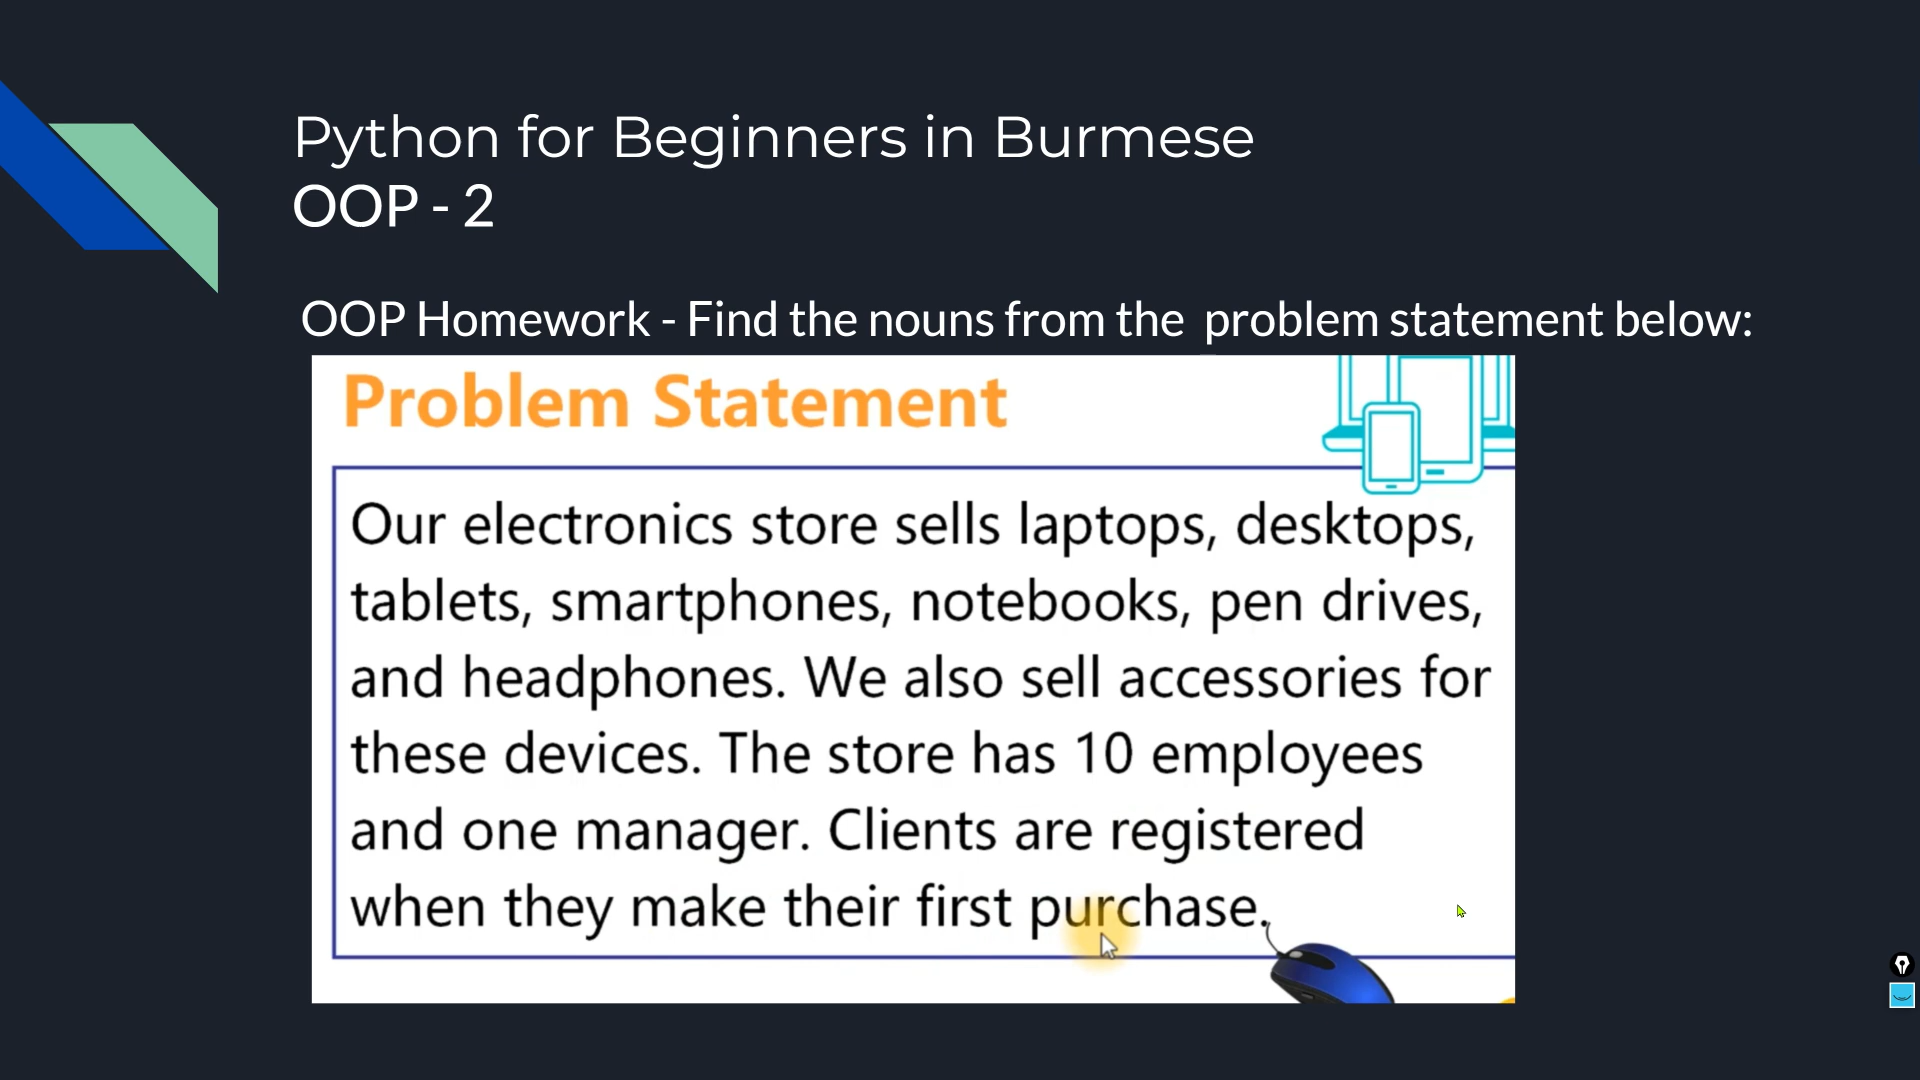 Python for Beginners in Burmese
OOP - 2
OOP Homework - Find the nouns from the  problem statement below:
Problem Statement
Our electronics store sells laptops, desktops,
tablets, smartphones, notebooks, pen drives,
and headphones. We also sell accessories for
these devices. The store has 10 employees
and one manager. Clients are registered
when they make their first purchase.